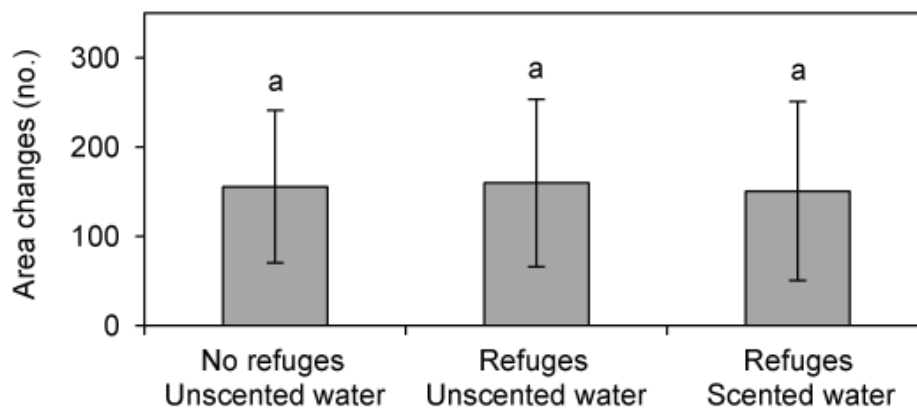 Area changes (no.)
300
200
100
0
a
a
a
No refuges
Unscented water
Refuges
Unscented water
Refuges
Scented water